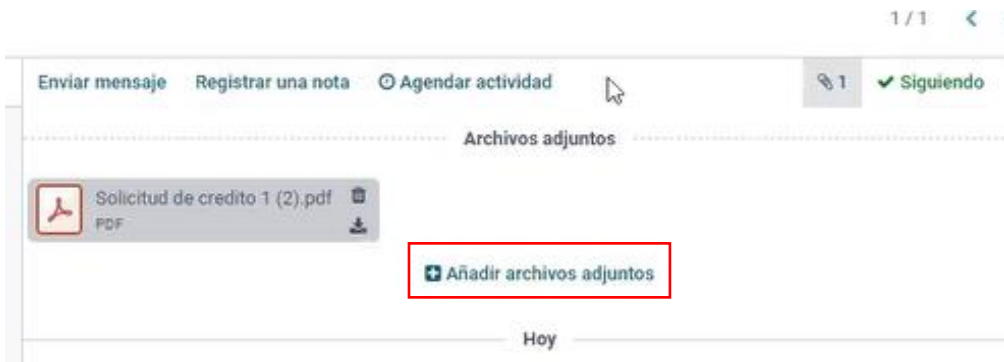 1 / 1
Enviar mensaje Registrar una nota Agendar actividad 1 Siguiendo
Archivos adjuntos
Solicitud de credito 1 (2).pdf
PDF
Añadir archivos adjuntos
Hoy